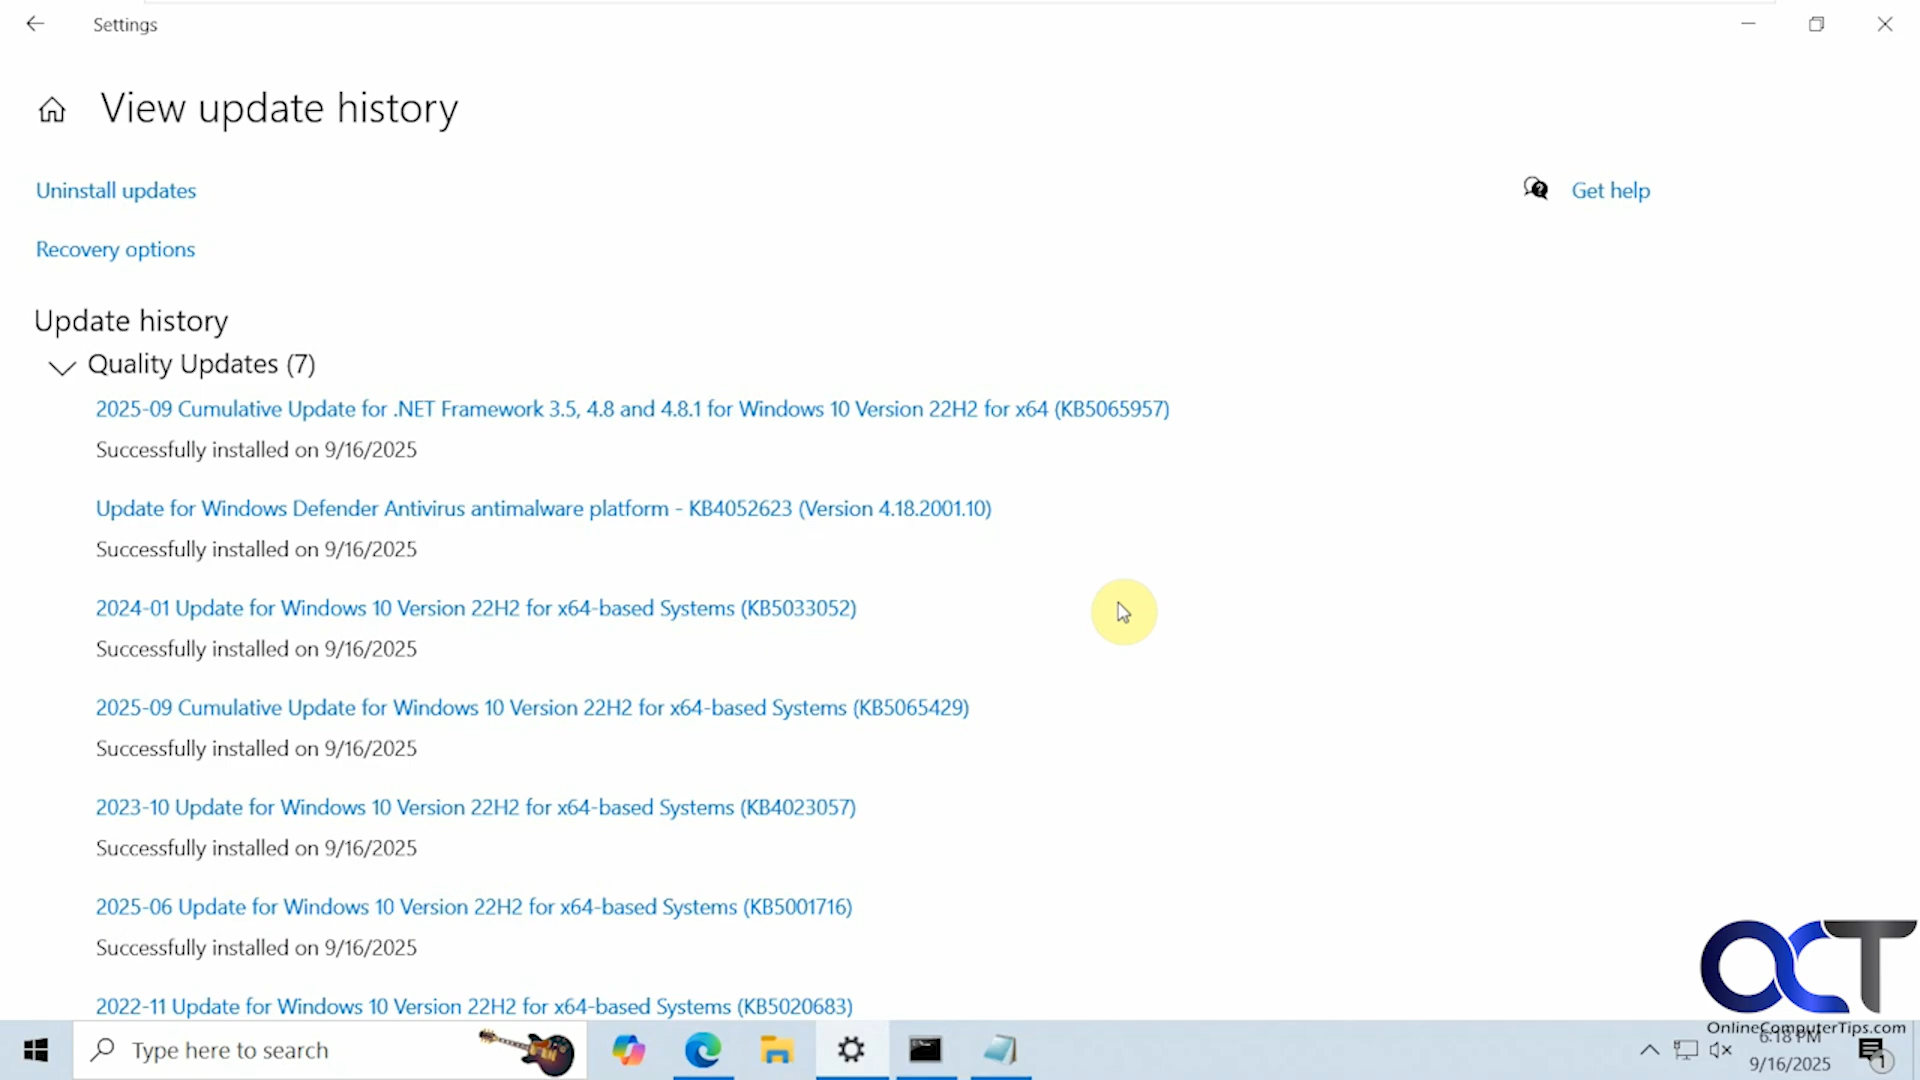 Settings
View update history
Uninstall updates
Get help
Recovery options
Update history
Quality Updates (7)
2025-09 Cumulative Update for .NET Framework 3.5, 4.8 and 4.8.1 for Windows 10 Version 22H2 for x64 (KB5065957)
Successfully installed on 9/16/2025
Update for Windows Defender Antivirus antimalware platform - KB4052623 (Version 4.18.2001.10)
Successfully installed on 9/16/2025
2024-01 Update for Windows 10 Version 22H2 for x64-based Systems (KB5033052)
Successfully installed on 9/16/2025
2025-09 Cumulative Update for Windows 10 Version 22H2 for x64-based Systems (KB5065429)
Successfully installed on 9/16/2025
2023-10 Update for Windows 10 Version 22H2 for x64-based Systems (KB4023057)
Successfully installed on 9/16/2025
2025-06 Update for Windows 10 Version 22H2 for x64-based Systems (KB5001716)
Successfully installed on 9/16/2025
2022-11 Update for Windows 10 Version 22H2 for x64-based Systems (KB5020683)
OCT
OnlineComputerTips.com
Type here to search
6:18 PM
9/16/2025
1